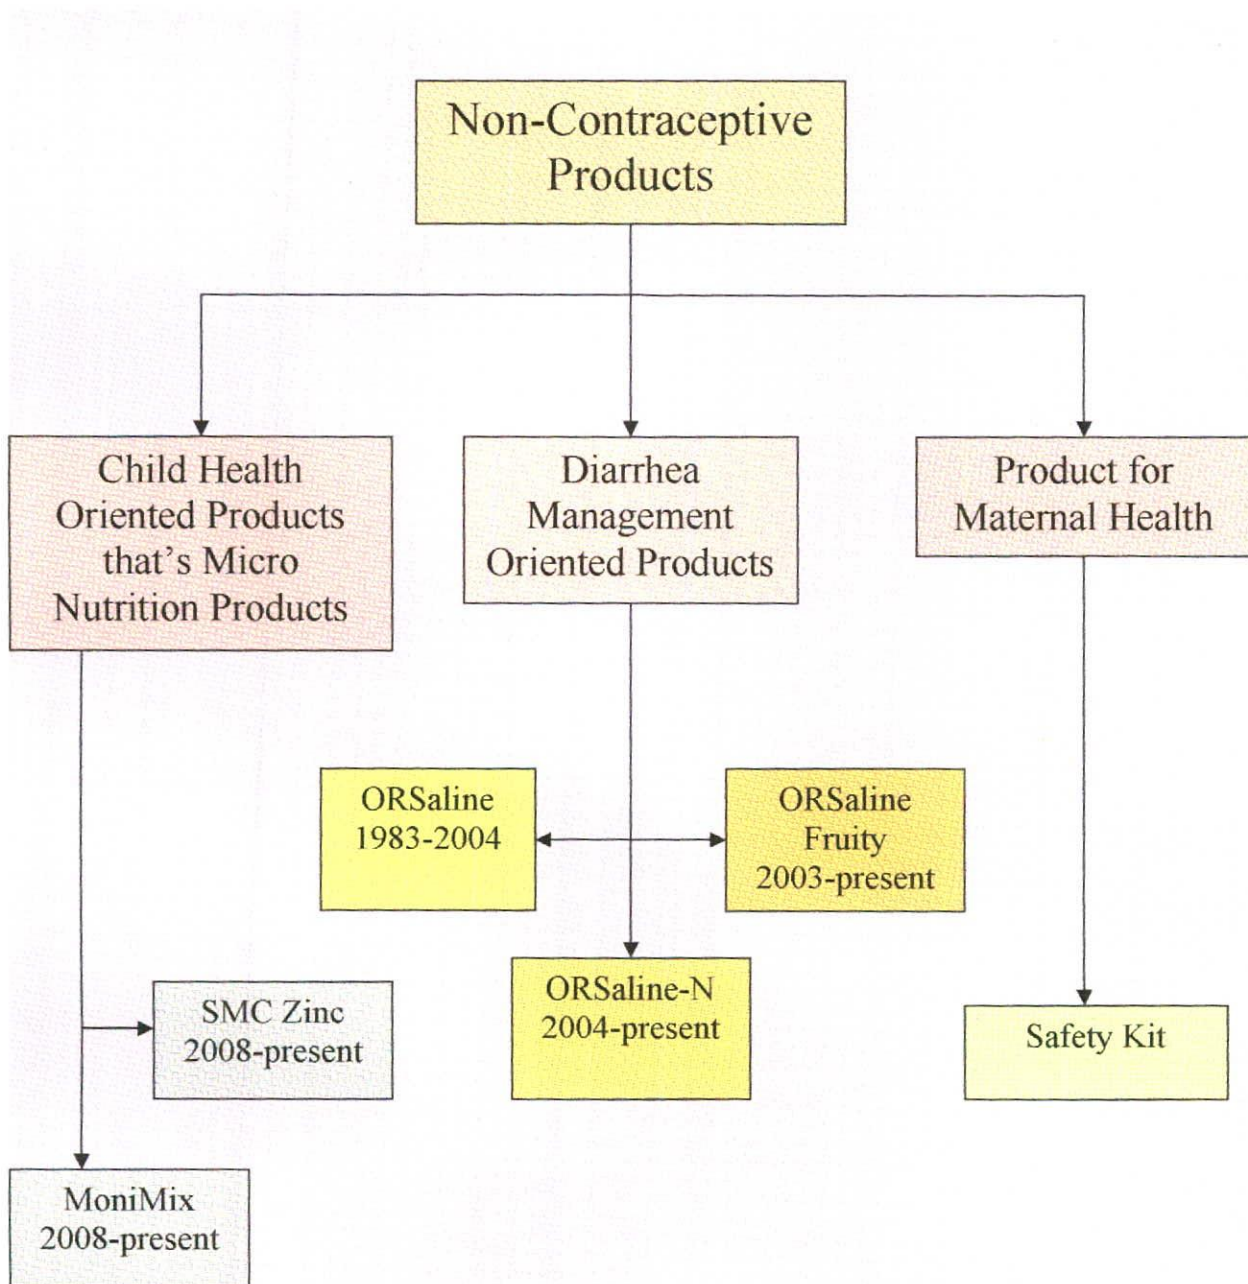 Non-Contraceptive
Products
Child Health
Oriented Products
that's Micro
Nutrition Products
Diarrhea
Management
Oriented Products
Product for
Maternal Health
ORSaline
1983-2004
ORSaline
Fruity
2003-present
SMC Zinc
2008-present
ORSaline-N
2004-present
Safety Kit
MoniMix
2008-present